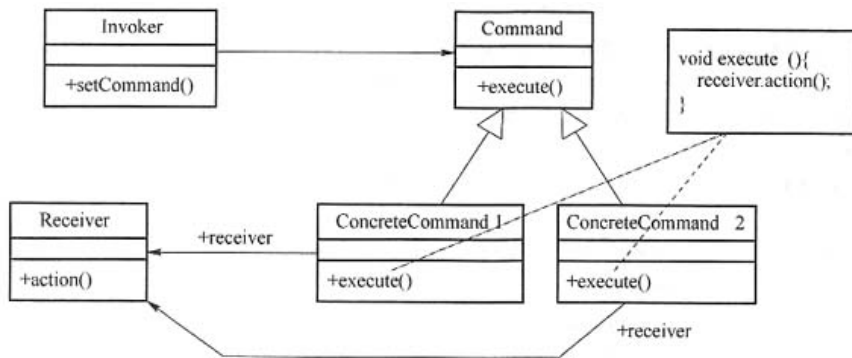 Invoker
+setCommand()
Command
+execute()
void execute (){
receiver.action();
}
Receiver
+action()
+receiver
ConcreteCommand 1
+execute()
ConcreteCommand 2
+execute()
+receiver